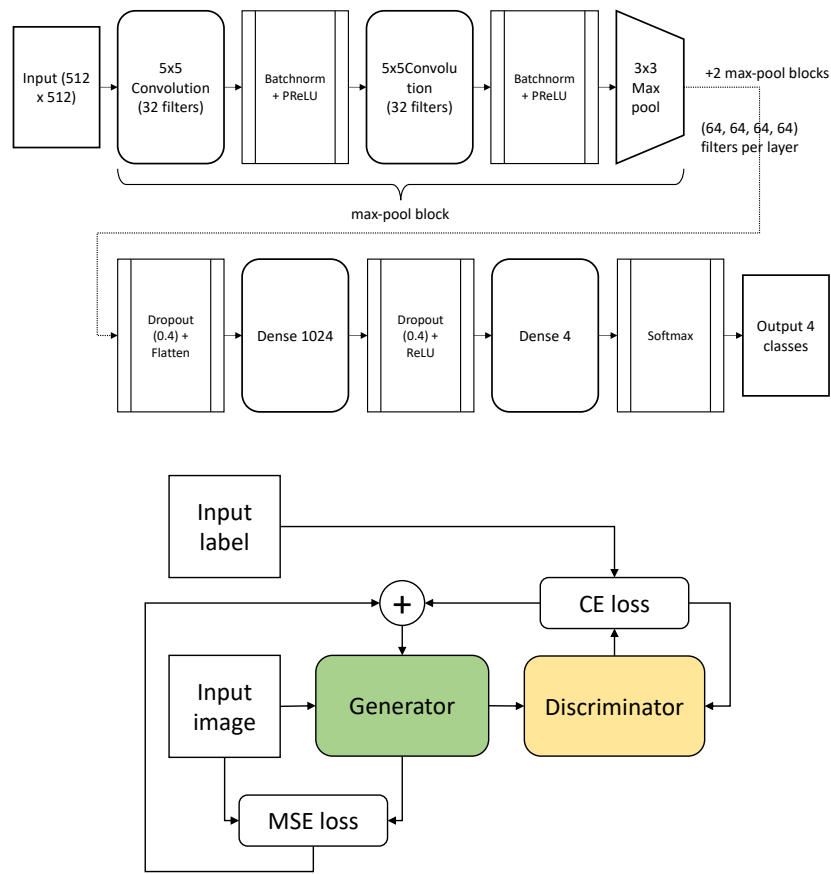 Input (512
x 512)
5x5
Convolution
(32 filters)
Batchnorm
+ PReLU
5x5Convolu
tion
(32 filters)
Batchnorm
+ PReLU
3x3
Max
pool
+2 max-pool blocks
(64, 64, 64, 64)
filters per layer
max-pool block
Dropout
(0.4) +
Flatten
Dense 1024
Dropout
(0.4) +
ReLU
Dense 4
Softmax
Output 4
classes
Input
label
+
CE loss
Input
image
Generator
Discriminator
MSE loss